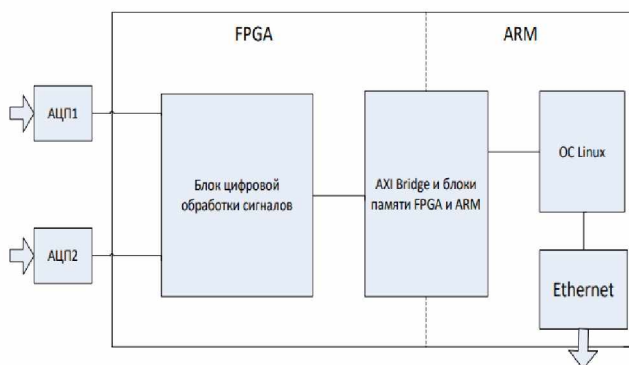 FPGA
ARM
АЦП1
Блок цифровой
обработки сигналов
AXI Bridge и блоки
памяти FPGA и ARM
ОС Linux
АЦП2
Ethernet